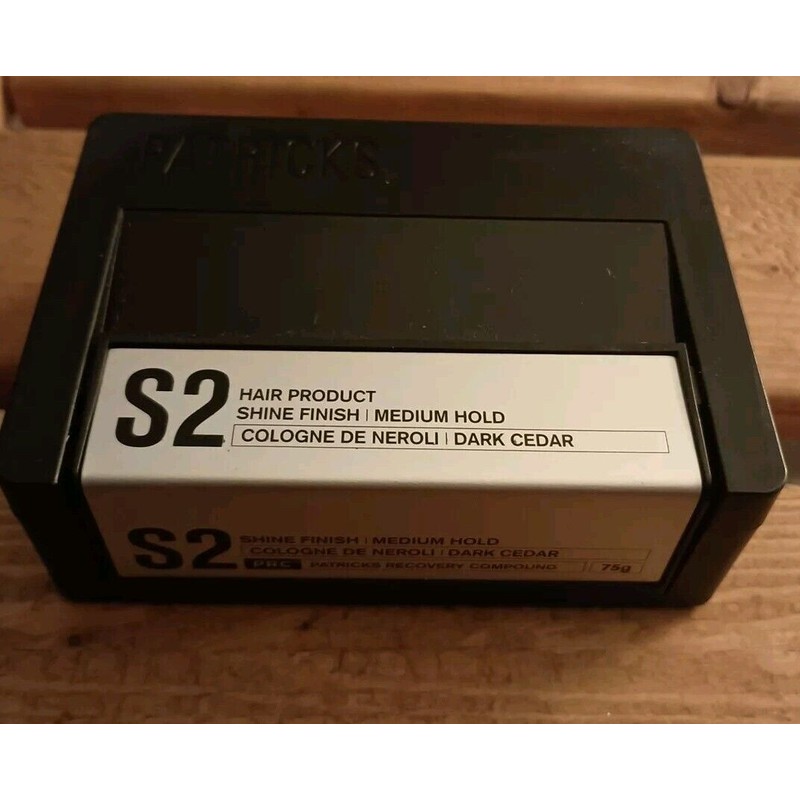 PATRICKS
S2
HAIR PRODUCT
SHINE FINISH | MEDIUM HOLD
COLOGNE DE NEROLI | DARK CEDAR
S2
SHINE FINISH | MEDIUM HOLD
COLOGNE DE NEROLI | DARK CEDAR
PRC PATRICKS RECOVERY COMPOUND 75g